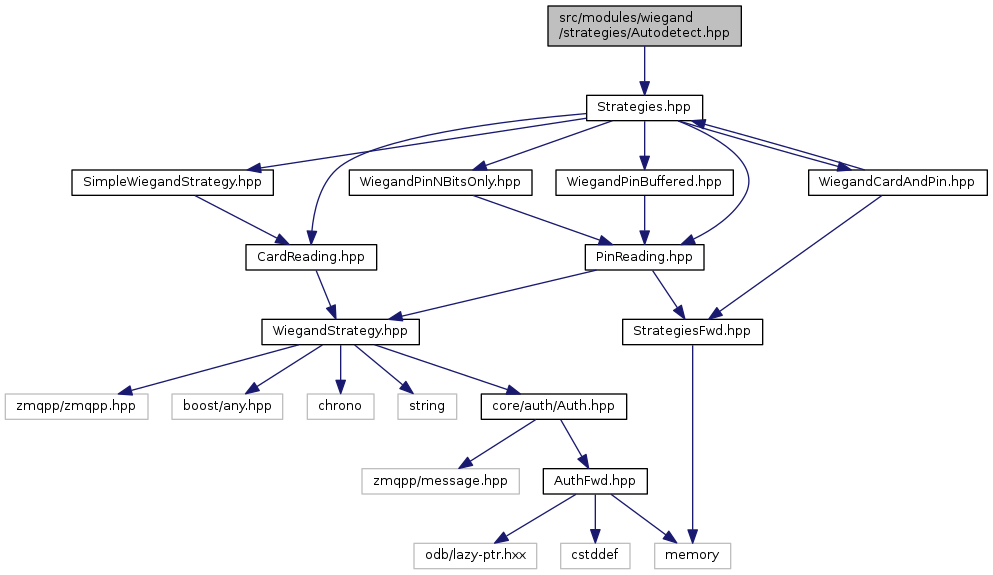 src/modules/wiegand
/strategies/Autodetect.hpp
Strategies.hpp
SimpleWiegandStrategy.hpp
WiegandPinNBitsOnly.hpp
WiegandPinBuffered.hpp
WiegandCardAndPin.hpp
CardReading.hpp
PinReading.hpp
WiegandStrategy.hpp
StrategiesFwd.hpp
zmqpp/zmqpp.hpp
boost/any.hpp
chrono
string
core/auth/Auth.hpp
zmqpp/message.hpp
AuthFwd.hpp
odb/lazy-ptr.hxx
cstddef
memory